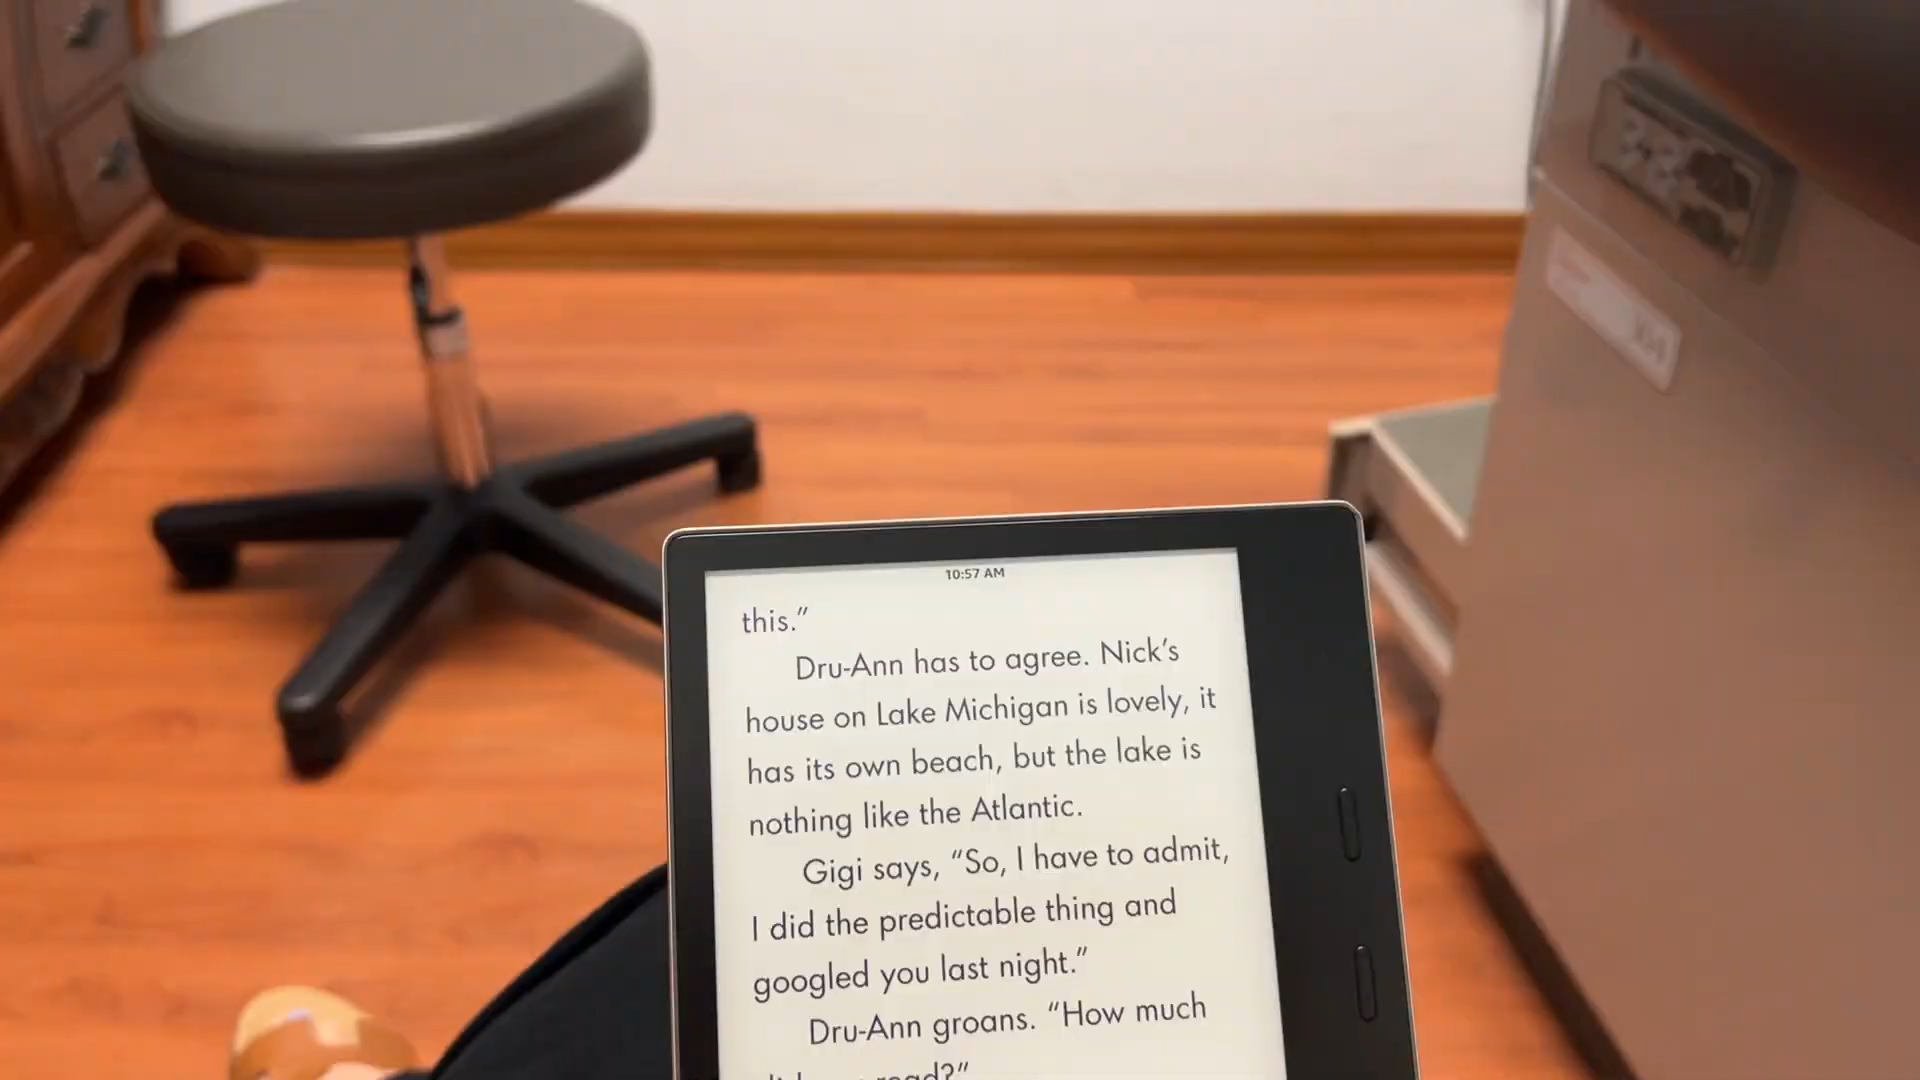 10:57 AM
this.”
Dru-Ann has to agree. Nick’s
house on Lake Michigan is lovely, it
has its own beach, but the lake is
nothing like the Atlantic.
Gigi says, “So, I have to admit,
I did the predictable thing and
googled you last night.”
Dru-Ann groans. “How much
read?”